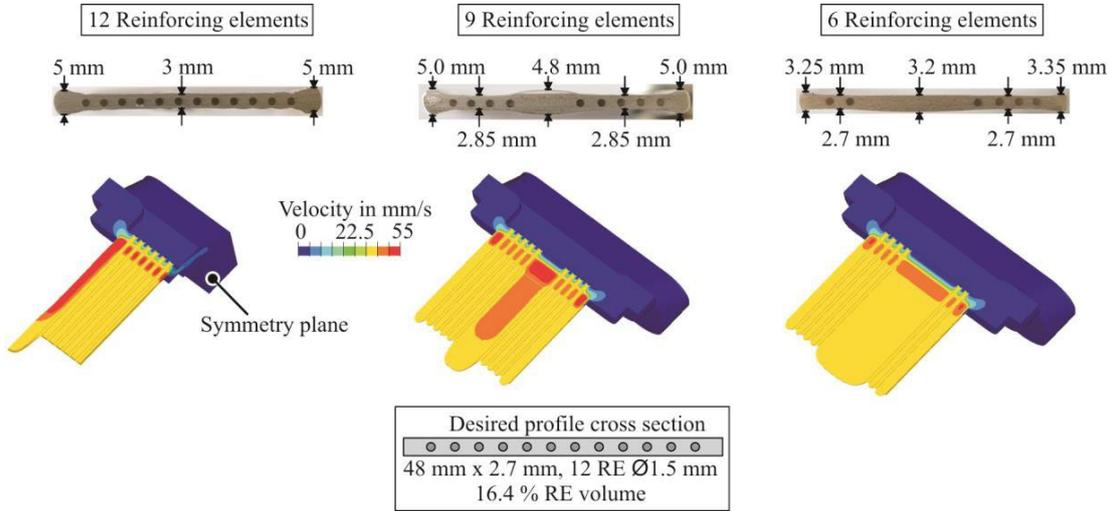 12 Reinforcing elements
9 Reinforcing elements
6 Reinforcing elements
5 mm 3 mm 5 mm
5.0 mm 4.8 mm 5.0 mm
3.25 mm 3.2 mm 3.35 mm
2.85 mm 2.85 mm
2.7 mm 2.7 mm
Velocity in mm/s
0 22.5 55
Symmetry plane
Desired profile cross section
48 mm x 2.7 mm, 12 RE Ø1.5 mm
16.4 % RE volume